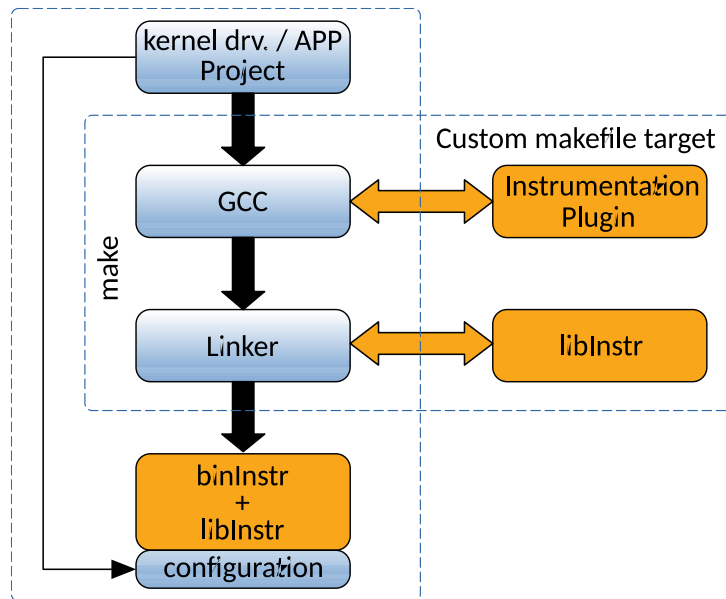 kernel drv. / APP
Project
Custom makefile target
GCC
Instrumentation
Plugin
make
Linker
libInstr
binInstr
+
libInstr
configuration